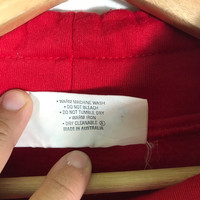 • WARM MACHINE WASH
• DO NOT BLEACH
• DO NOT TUMBLE DRY
• WARM IRON
• DRY CLEANABLE Ⓟ
MADE IN AUSTRALIA